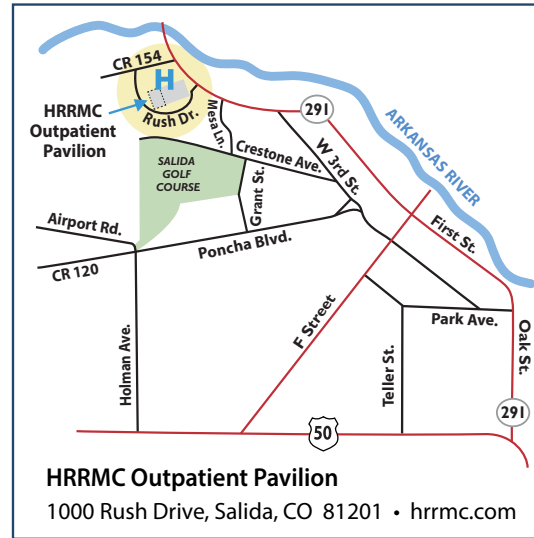 CR 154
H
HRRMC
Outpatient
Pavilion
Rush Dr.
Mesa Ln.
291
ARKANSAS RIVER
W 3rd St.
Crestone Ave.
SALIDA
GOLF
COURSE
Grant St.
Airport Rd.
Poncha Blvd.
CR 120
First St.
F Street
Park Ave.
Oak St.
Holman Ave.
Teller St.
291
50
HRRMC Outpatient Pavilion
1000 Rush Drive, Salida, CO 81201 • hrrmc.com